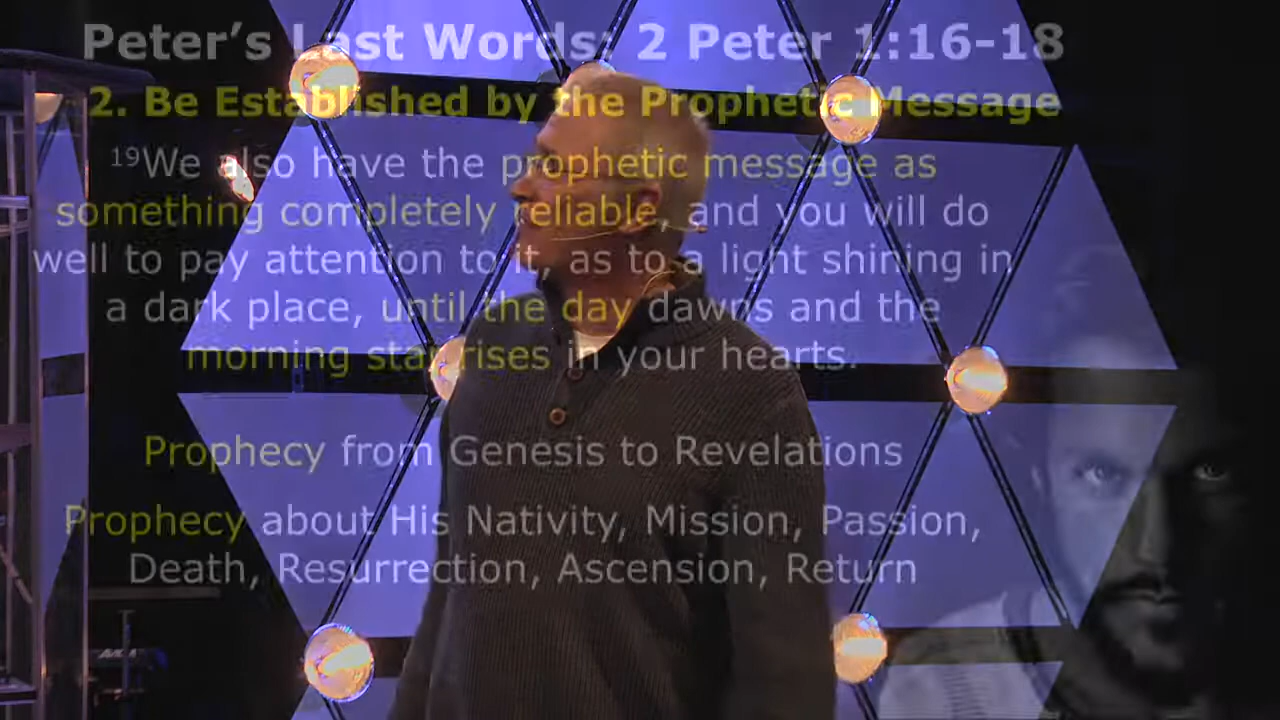 Peter’s Last Words: 2 Peter 1:16-18
2. Be Established by the Prophetic Message
¹⁹We also have the prophetic message as
something completely reliable, and you will do
well to pay attention to it, as to a light shining in
a dark place, until the day dawns and the
morning star rises in your hearts.
Prophecy from Genesis to Revelations
Prophecy about His Nativity, Mission, Passion,
Death, Resurrection, Ascension, Return